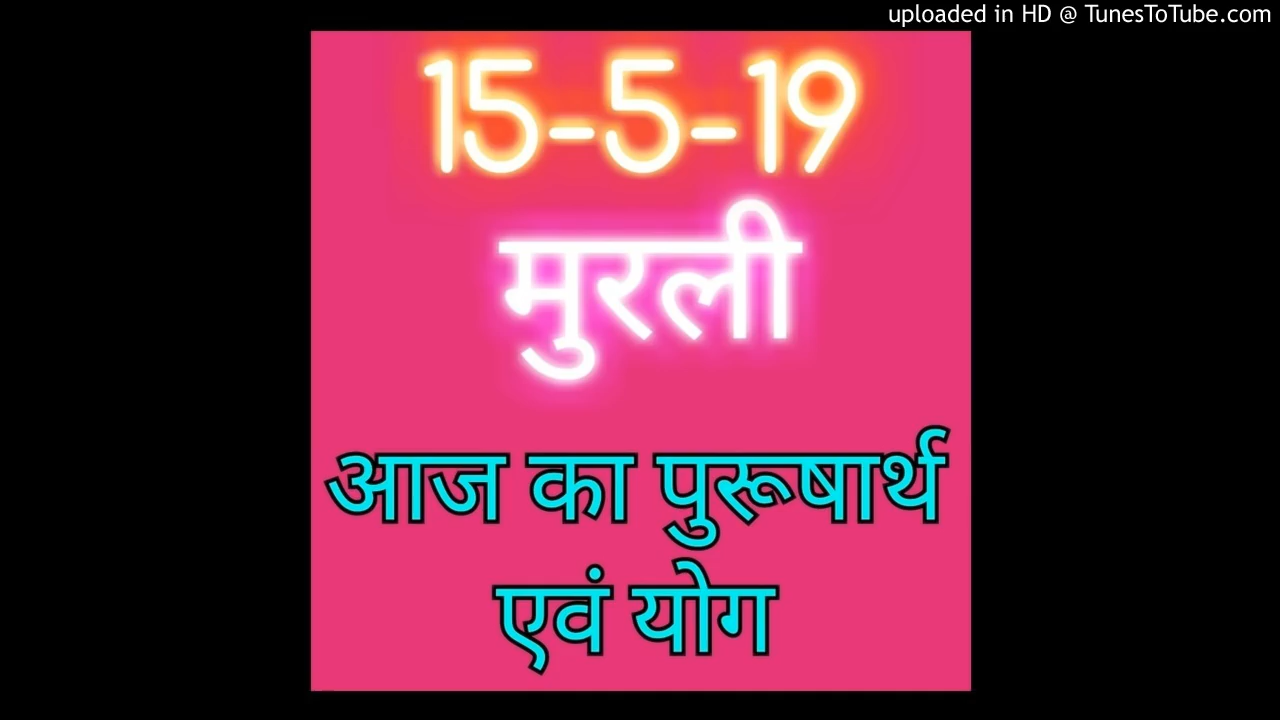 uploaded in HD @ TunesToTube.com
15-5-19
मुरली
आज का पुरूषार्थ
एवं योग